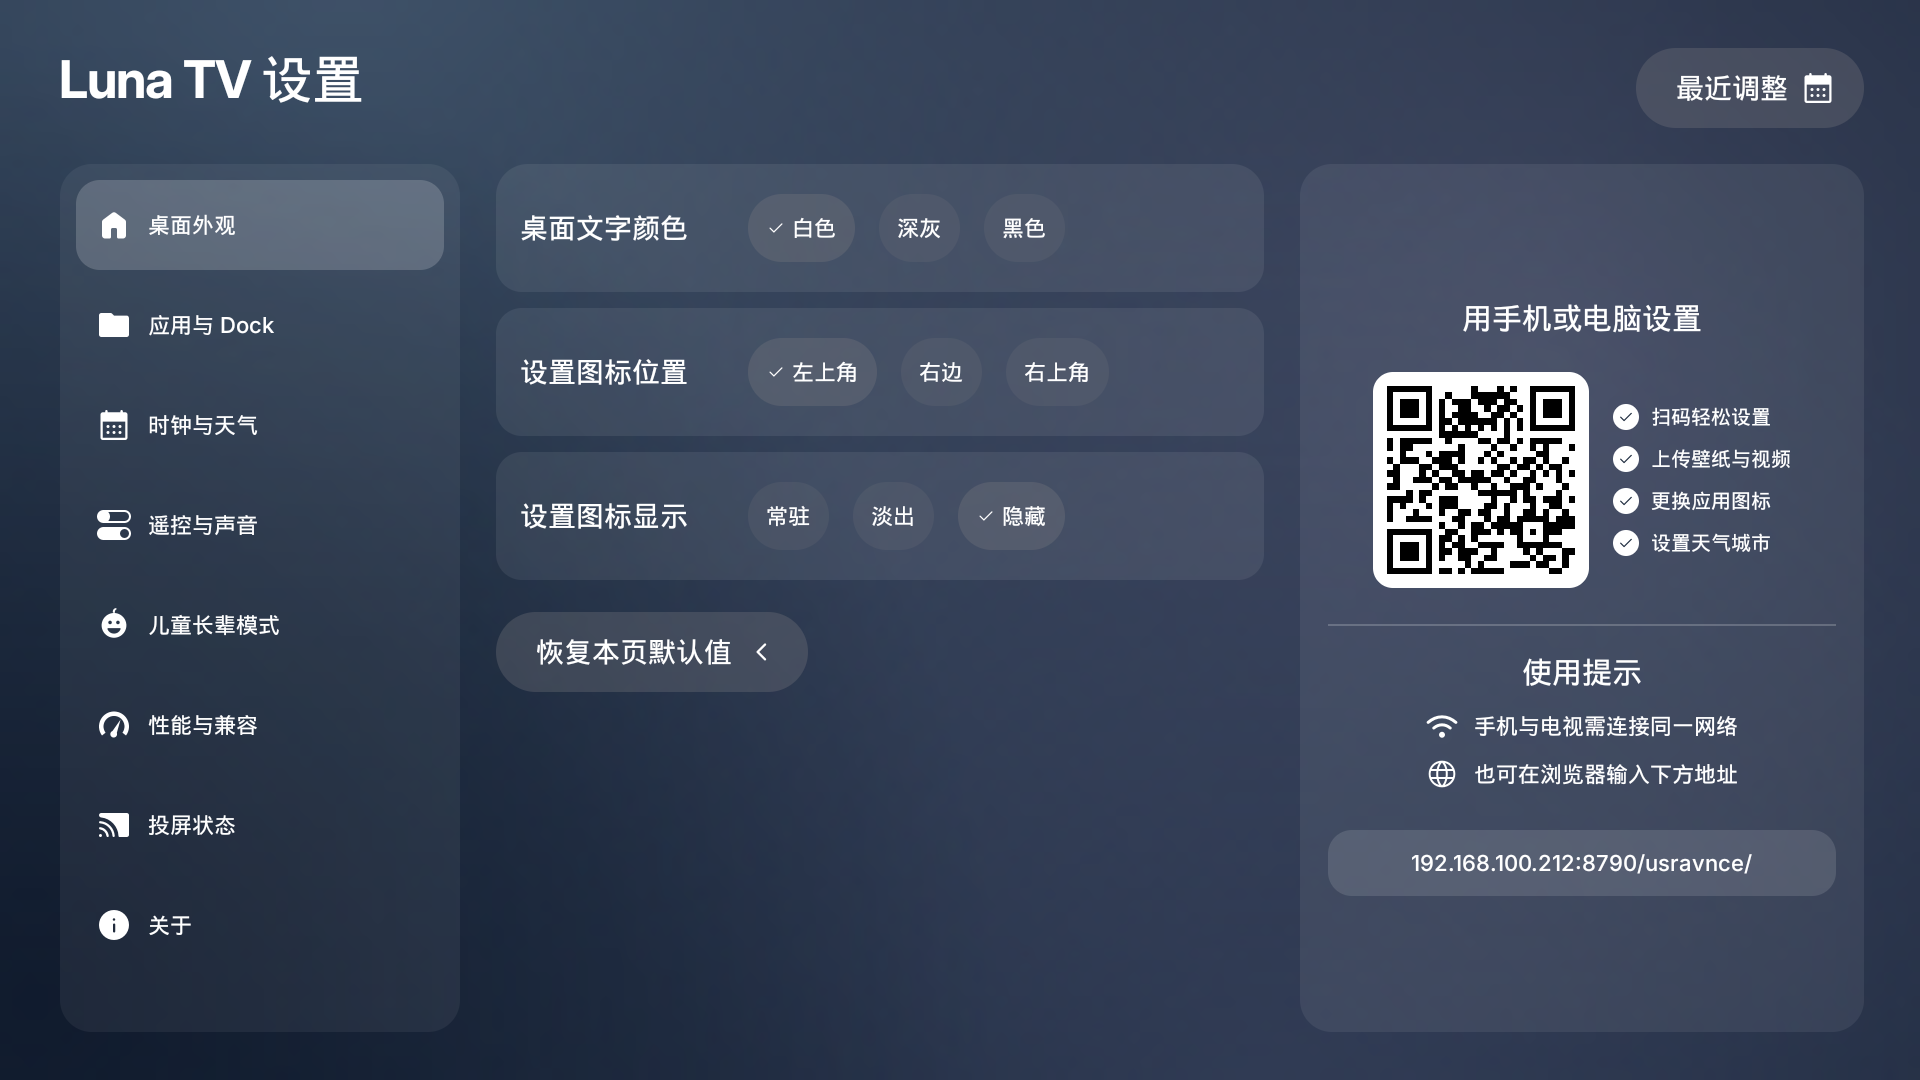 Luna TV 设置
最近调整
桌面外观
应用与 Dock
时钟与天气
遥控与声音
儿童长辈模式
性能与兼容
投屏状态
关于
桌面文字颜色 白色 深灰 黑色
设置图标位置 左上角 右边 右上角
设置图标显示 常驻 淡出 隐藏
恢复本页默认值
用手机或电脑设置
扫码轻松设置
上传壁纸与视频
更换应用图标
设置天气城市
使用提示
手机与电视需连接同一网络
也可在浏览器输入下方地址
192.168.100.212:8790/usravnce/